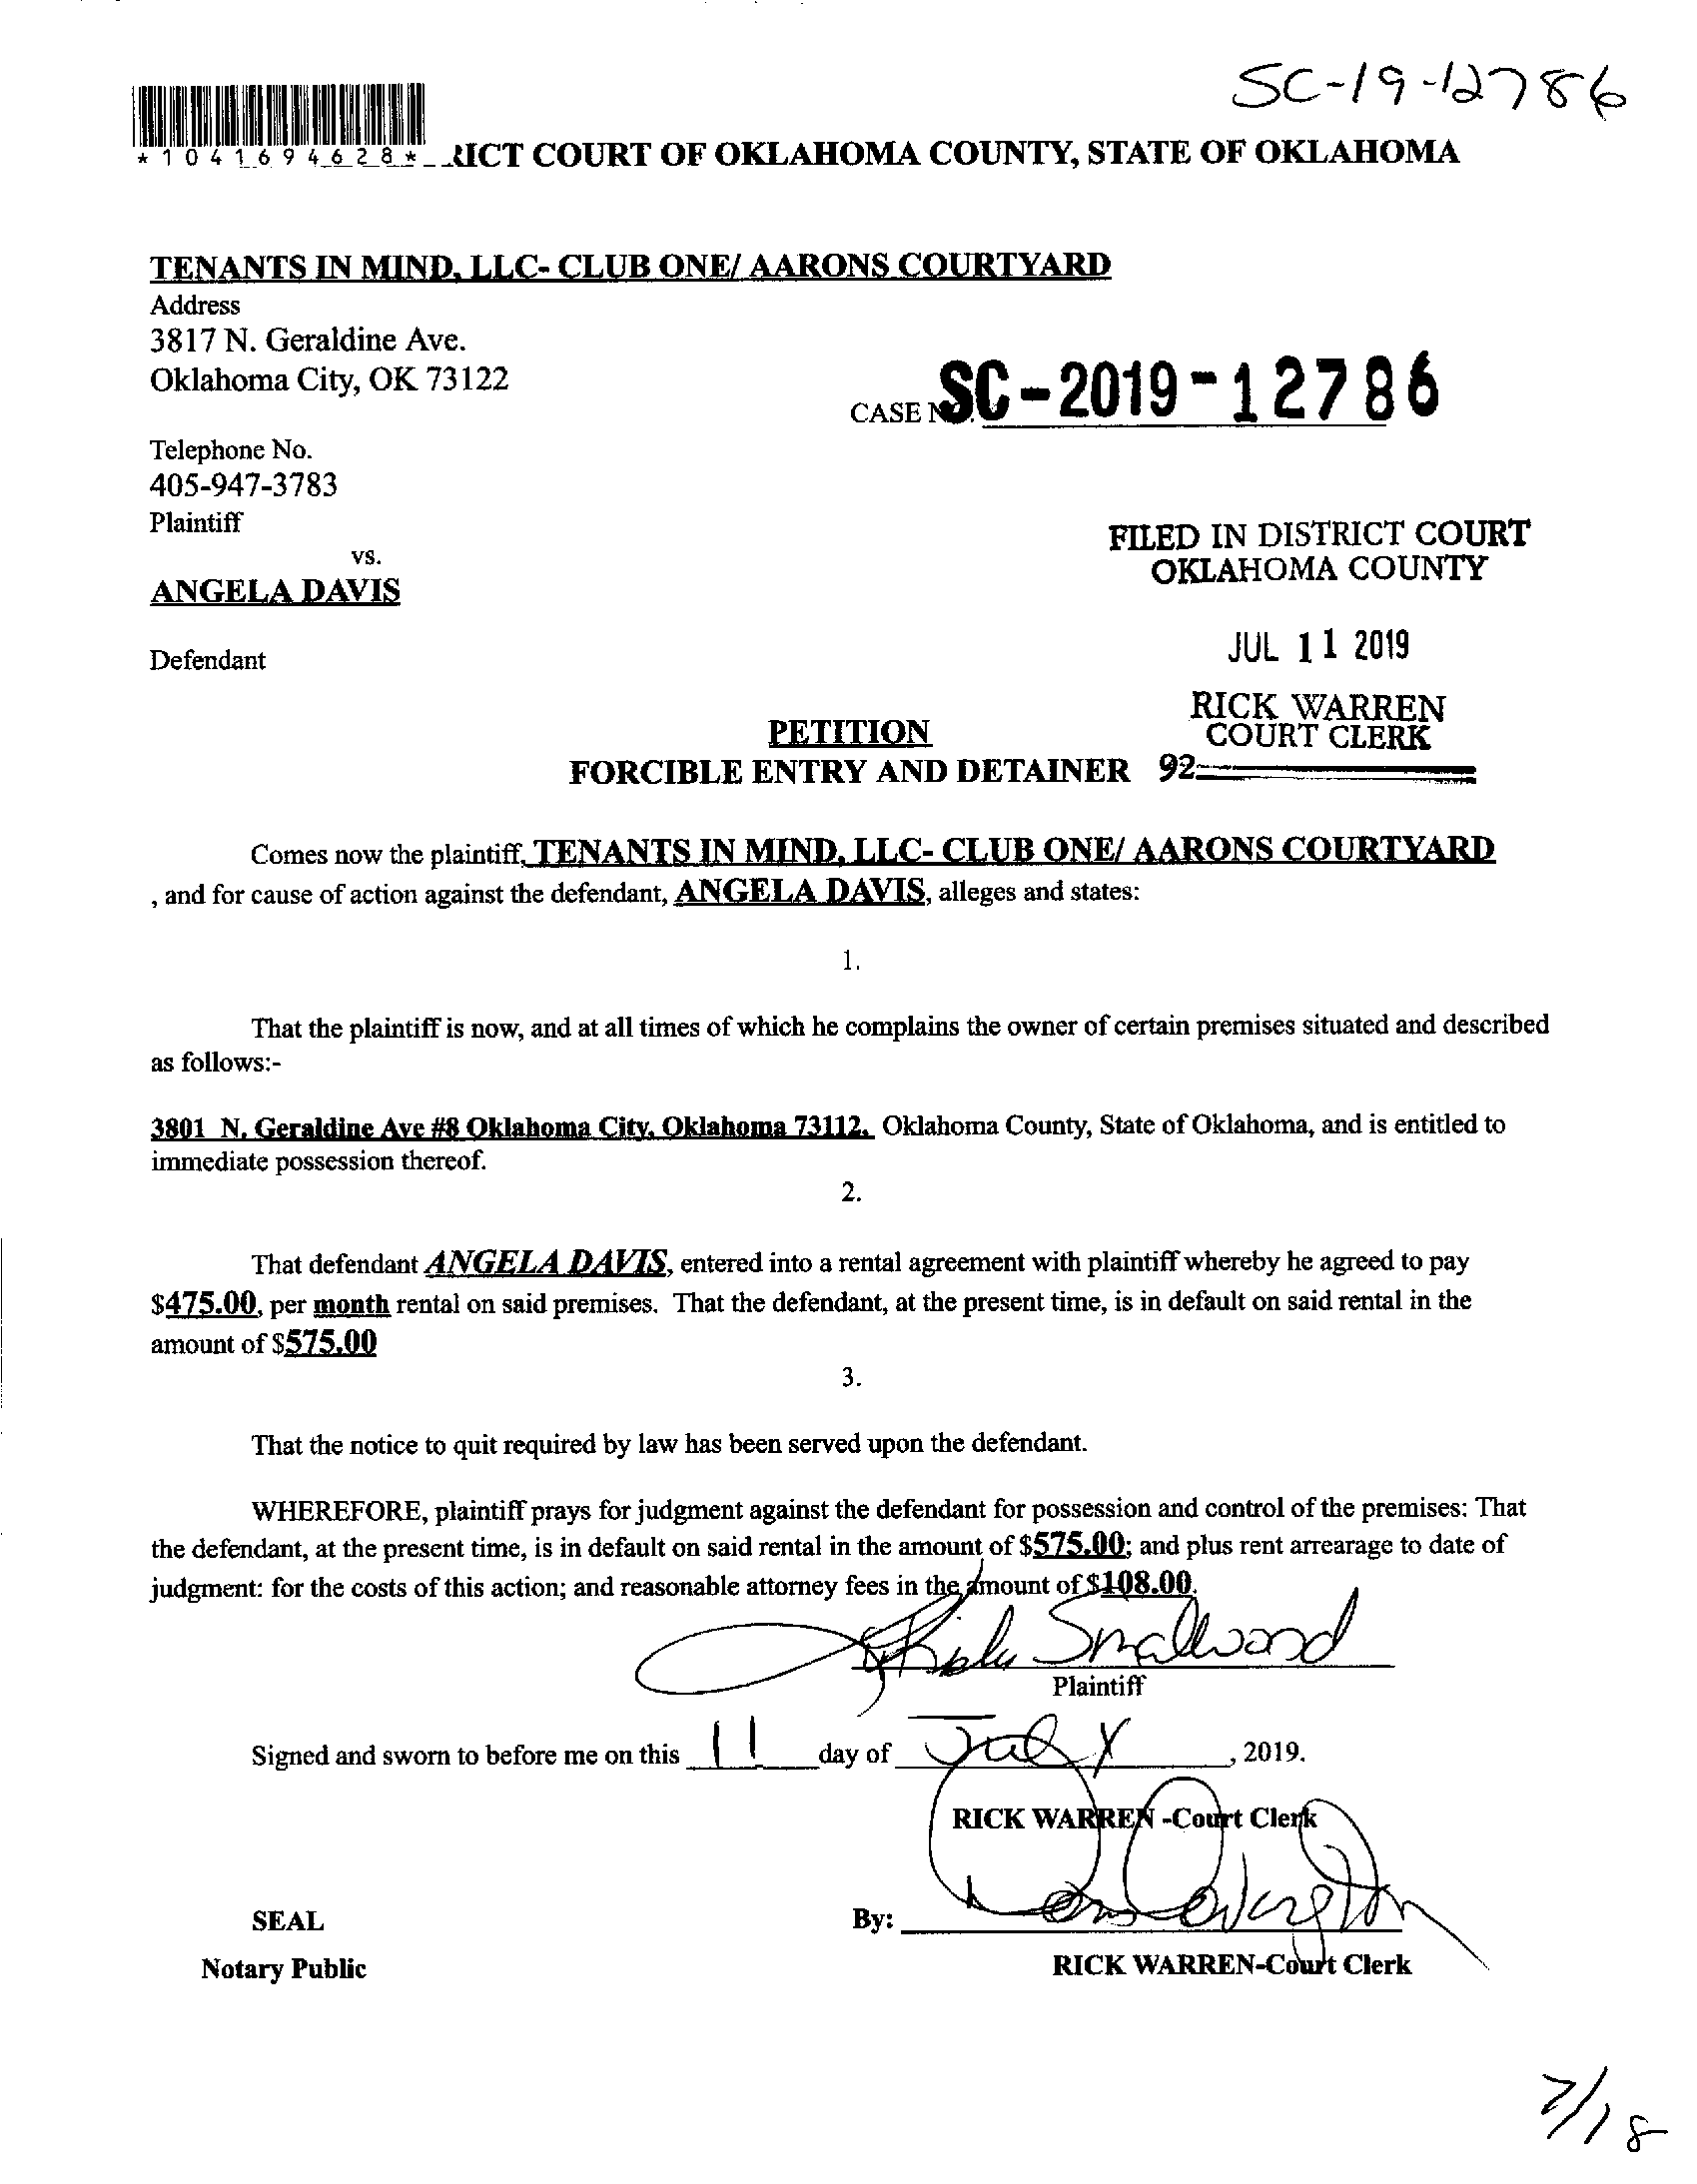 SC-19-12786
*1041694628* RICT COURT OF OKLAHOMA COUNTY, STATE OF OKLAHOMA
TENANTS IN MIND, LLC- CLUB ONE/ AARONS COURTYARD
Address
3817 N. Geraldine Ave.
Oklahoma City, OK 73122
CASE NO. SC-2019-12786
Telephone No.
405-947-3783
Plaintiff
vs.
ANGELA DAVIS
Defendant
FILED IN DISTRICT COURT
OKLAHOMA COUNTY
JUL 11 2019
RICK WARREN
COURT CLERK
92
PETITION
FORCIBLE ENTRY AND DETAINER
Comes now the plaintiff, TENANTS IN MIND, LLC- CLUB ONE/ AARONS COURTYARD
, and for cause of action against the defendant, ANGELA DAVIS, alleges and states:
1.
That the plaintiff is now, and at all times of which he complains the owner of certain premises situated and described
as follows:-
3801 N. Geraldine Ave #8 Oklahoma City, Oklahoma 73112, Oklahoma County, State of Oklahoma, and is entitled to
immediate possession thereof.
2.
That defendant ANGELA DAVIS, entered into a rental agreement with plaintiff whereby he agreed to pay
$475.00, per month rental on said premises. That the defendant, at the present time, is in default on said rental in the
amount of $575.00
3.
That the notice to quit required by law has been served upon the defendant.
WHEREFORE, plaintiff prays for judgment against the defendant for possession and control of the premises: That
the defendant, at the present time, is in default on said rental in the amount of $575.00; and plus rent arrearage to date of
judgment: for the costs of this action; and reasonable attorney fees in the amount of $108.00.
Smallwood
Plaintiff
Signed and sworn to before me on this 11 day of July, 2019.
RICK WARREN -Court Clerk
SEAL
By:
Notary Public
RICK WARREN-Court Clerk
7/18